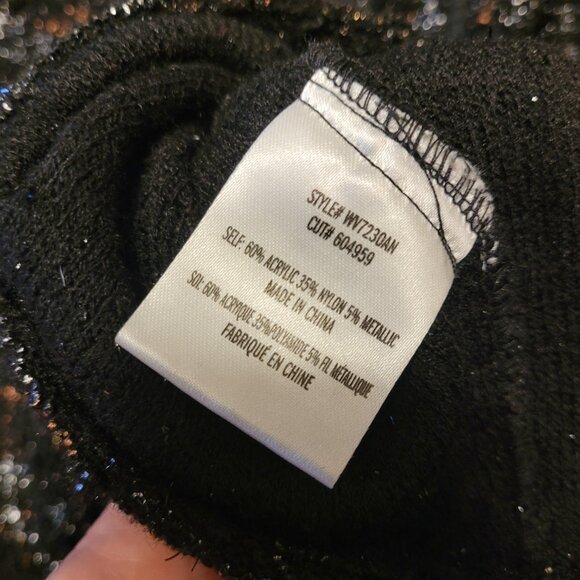 STYLE# WV7230AN
CUT# 604959
SELF: 60% ACRYLIC 35% NYLON 5% METALLIC
MADE IN CHINA
SOI: 60% ACRYLIQUE 35%POLYAMIDE 5% FIL METALLIQUE
FABRIQUÉ EN CHINE